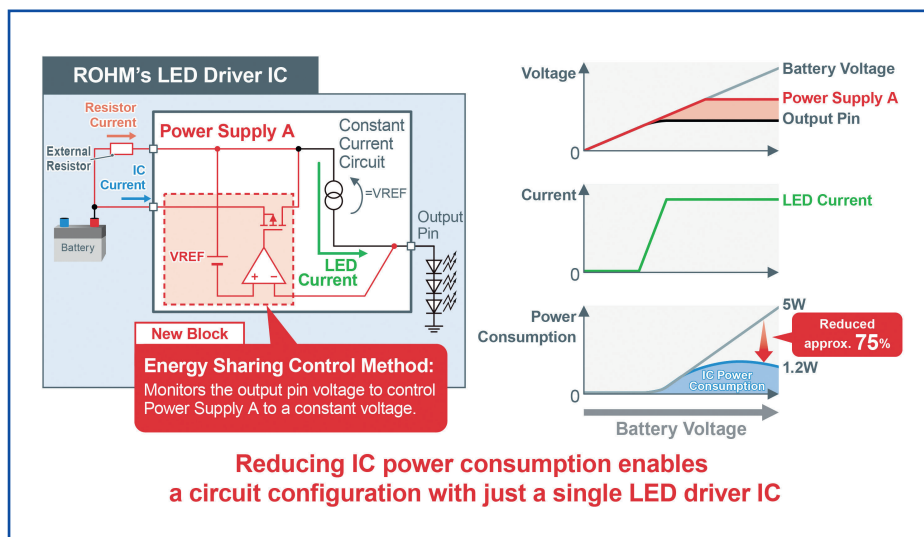 ROHM's LED Driver IC
Resistor
Current
External
Resistor
IC
Current
Battery
Power Supply A
Constant
Current
Circuit
=VREF
Output
Pin
VREF
+ −
LED
Current
New Block
Energy Sharing Control Method:
Monitors the output pin voltage to control
Power Supply A to a constant voltage.
Voltage
Battery Voltage
Power Supply A
Output Pin
0
Current
LED Current
0
Power
Consumption
5W
Reduced
approx. 75%
1.2W
IC Power
Consumption
0
Battery Voltage
Reducing IC power consumption enables
a circuit configuration with just a single LED driver IC